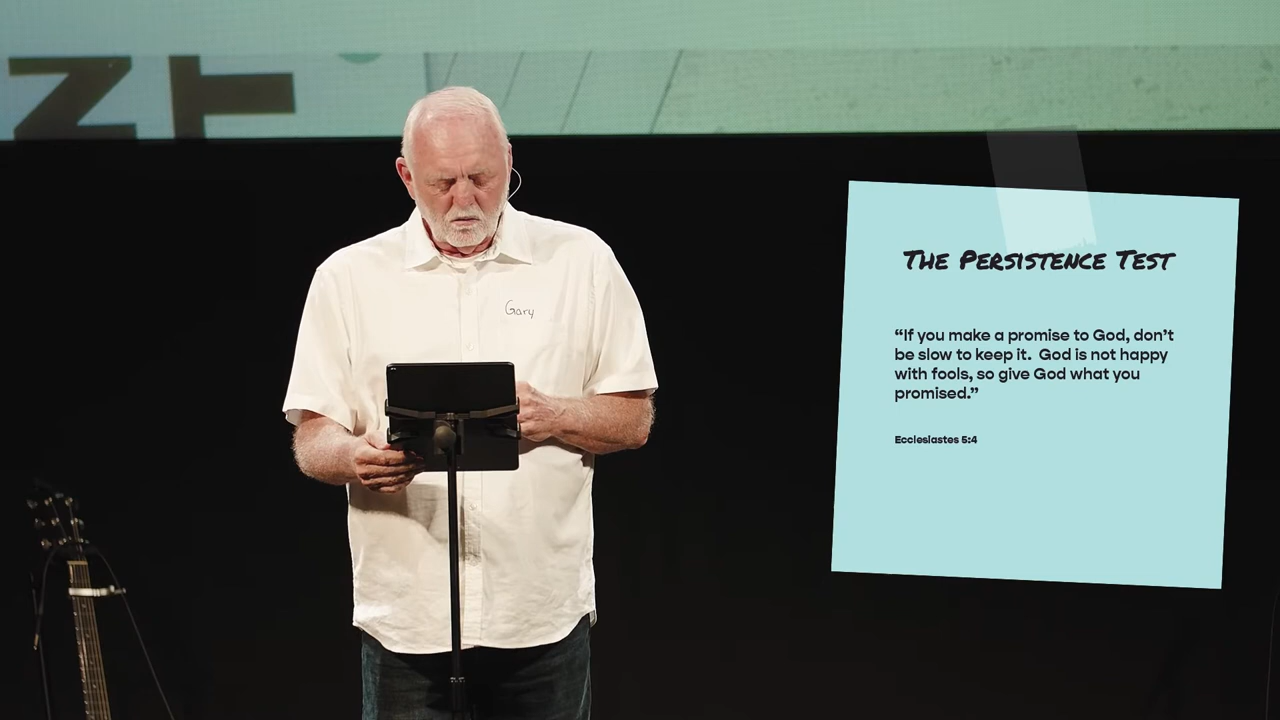 Gary
The Persistence Test
“If you make a promise to God, don’t
be slow to keep it.  God is not happy
with fools, so give God what you
promised.”
Ecclesiastes 5:4